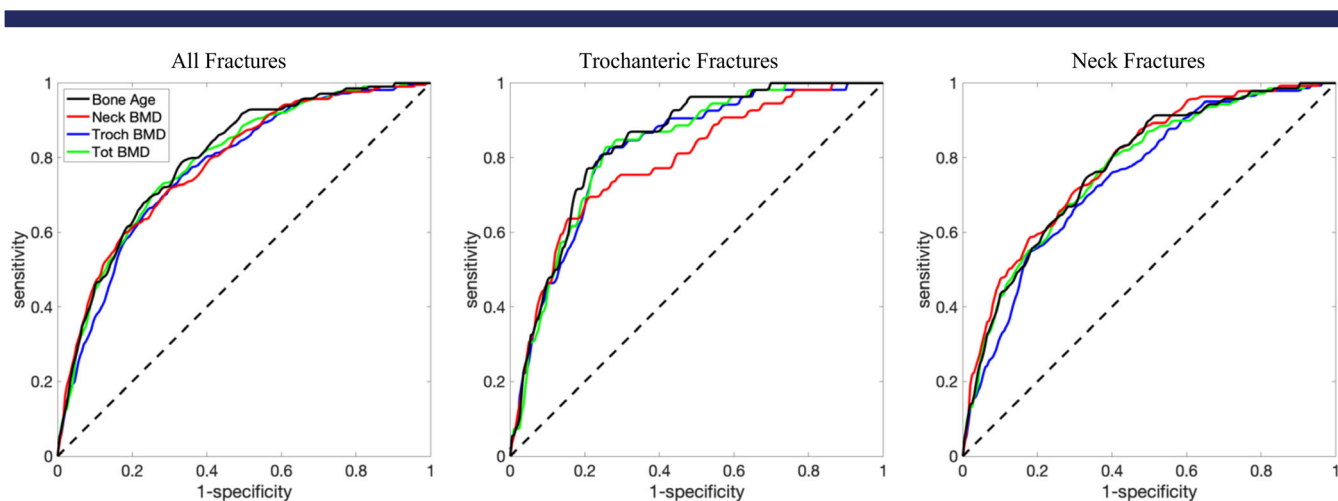 All Fractures
Trochanteric Fractures
Neck Fractures
1
0.8
0.6
0.4
0.2
0
sensitivity
Bone Age
Neck BMD
Troch BMD
Tot BMD
0
0.2
0.4
0.6
0.8
1
1-specificity
1
0.8
0.6
0.4
0.2
0
sensitivity
0
0.2
0.4
0.6
0.8
1
1-specificity
1
0.8
0.6
0.4
0.2
0
sensitivity
0
0.2
0.4
0.6
0.8
1
1-specificity